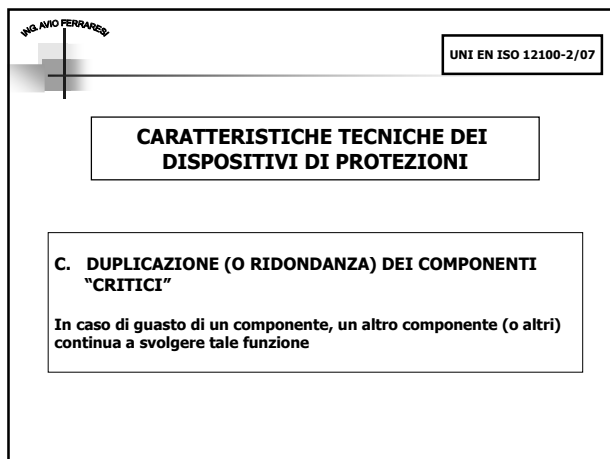 ING. AVIO FERRARESI
UNI EN ISO 12100-2/07
CARATTERISTICHE TECNICHE DEI
DISPOSITIVI DI PROTEZIONI
C. DUPLICAZIONE (O RIDONDANZA) DEI COMPONENTI
“CRITICI”
In caso di guasto di un componente, un altro componente (o altri)
continua a svolgere tale funzione